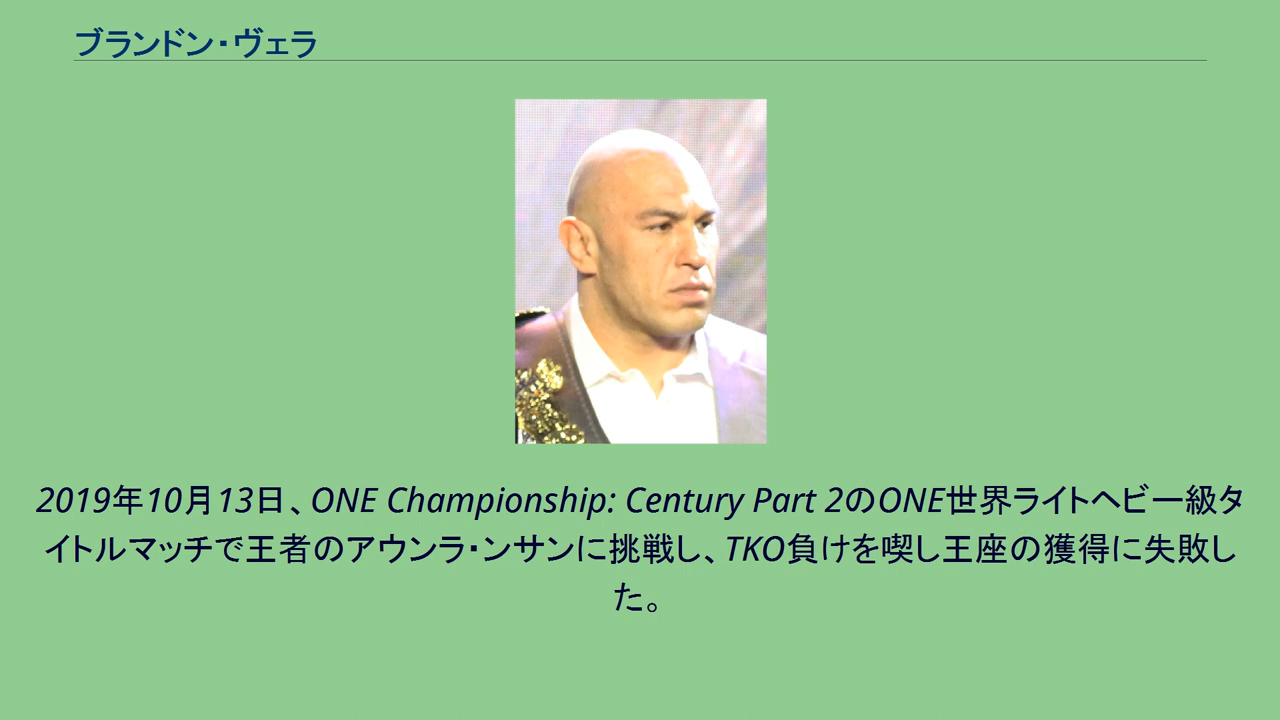 ブランドン・ヴェラ
2019年10月13日、ONE Championship: Century Part 2のONE世界ライトヘビー級タ
イトルマッチで王者のアウンラ・ンサンに挑戦し、TKO負けを喫し王座の獲得に失敗し
た。